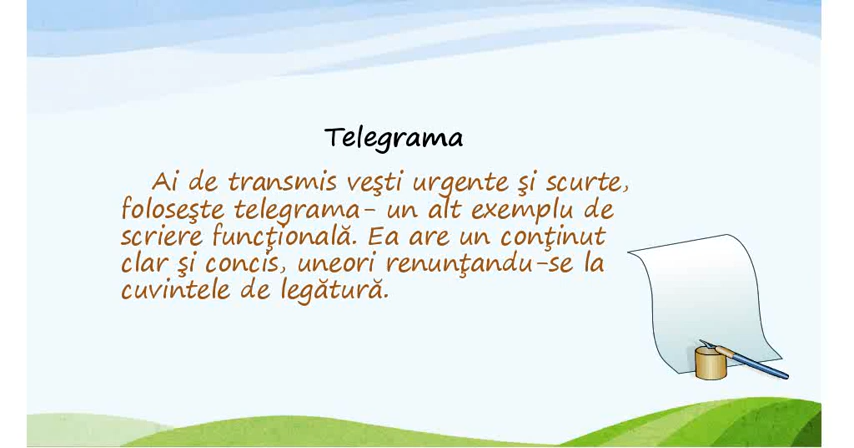 Telegrama
Ai de transmis veşti urgente şi scurte,
foloseşte telegrama- un alt exemplu de
scriere funcţională. Ea are un conţinut
clar şi concis, uneori renunţandu-se la
cuvintele de legătură.